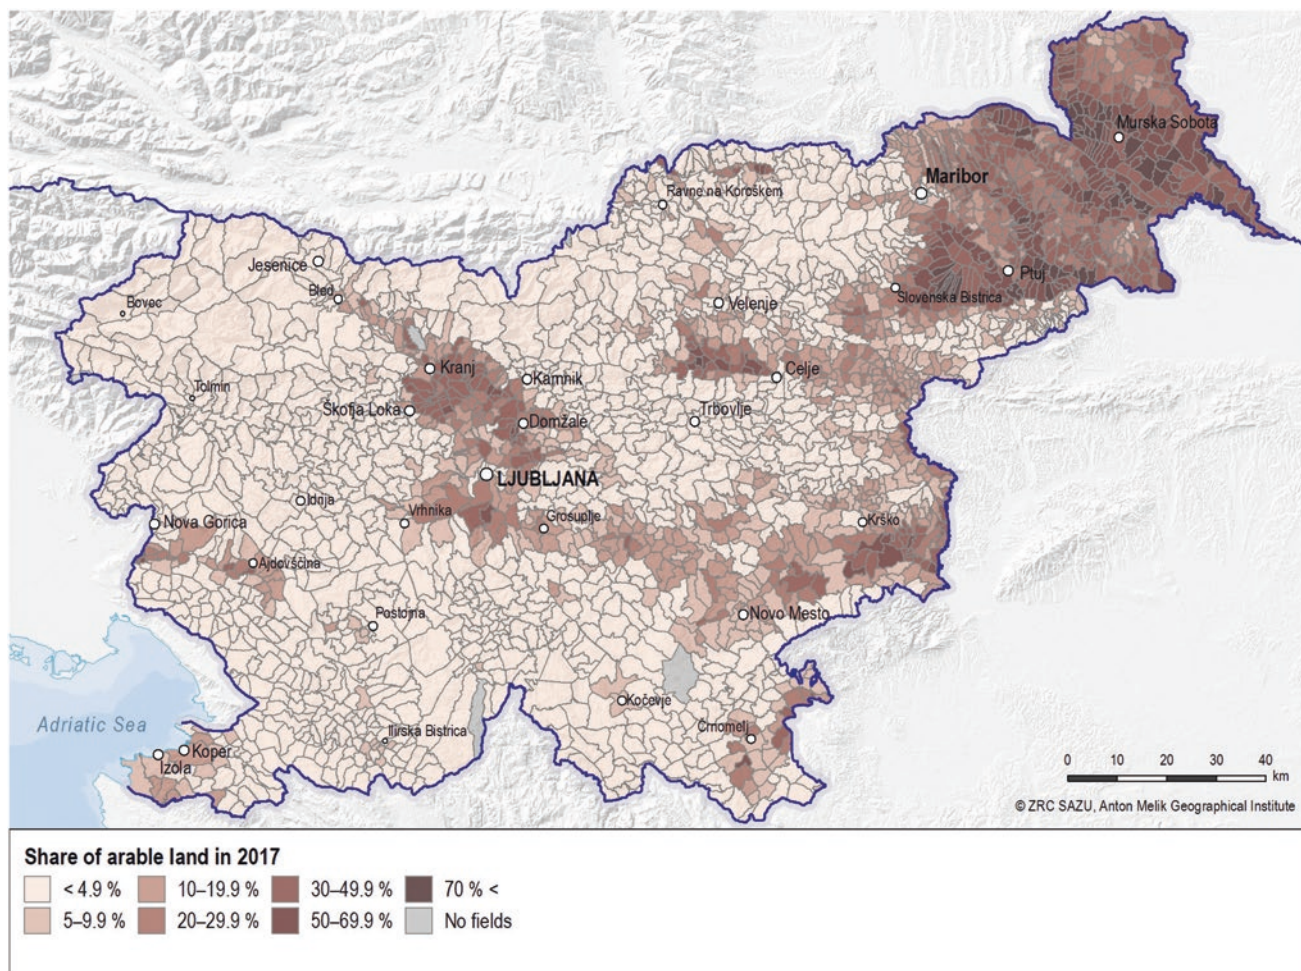 Murska Sobota
Maribor
Ravne na Koroškem
Jesenice
Ptuj
Bled
Slovenska Bistrica
Velenje
Bovec
Kranj
Celje
Kamnik
Tolmin
Škofja Loka
Domžale
Trbovlje
LJUBLJANA
Idrija
Vrhnika
Krško
Nova Gorica
Grosuplje
Ajdovščina
Postojna
Novo Mesto
Kočevje
Adriatic Sea
Ilirska Bistrica
Črnomelj
Koper
Izola
0 10 20 30 40
km
© ZRC SAZU, Anton Melik Geographical Institute
Share of arable land in 2017
< 4.9 % 10–19.9 % 30–49.9 % 70 % <
5–9.9 % 20–29.9 % 50–69.9 % No fields